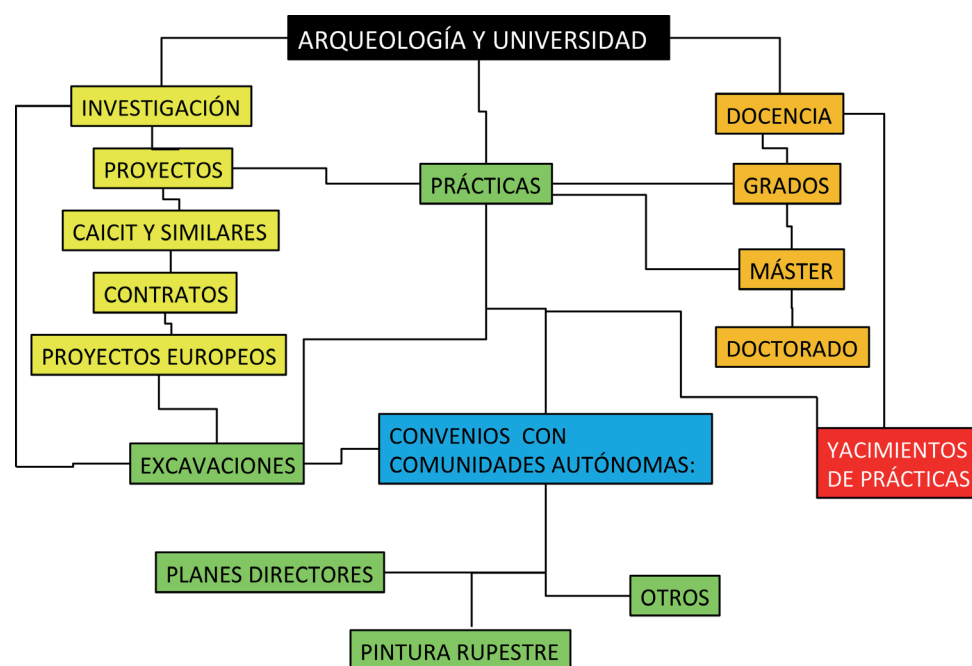 ARQUEOLOGÍA Y UNIVERSIDAD
INVESTIGACIÓN
DOCENCIA
PROYECTOS
PRÁCTICAS
GRADOS
CAICIT Y SIMILARES
MÁSTER
CONTRATOS
PROYECTOS EUROPEOS
DOCTORADO
EXCAVACIONES
CONVENIOS CON
COMUNIDADES AUTÓNOMAS:
YACIMIENTOS
DE PRÁCTICAS
PLANES DIRECTORES
OTROS
PINTURA RUPESTRE